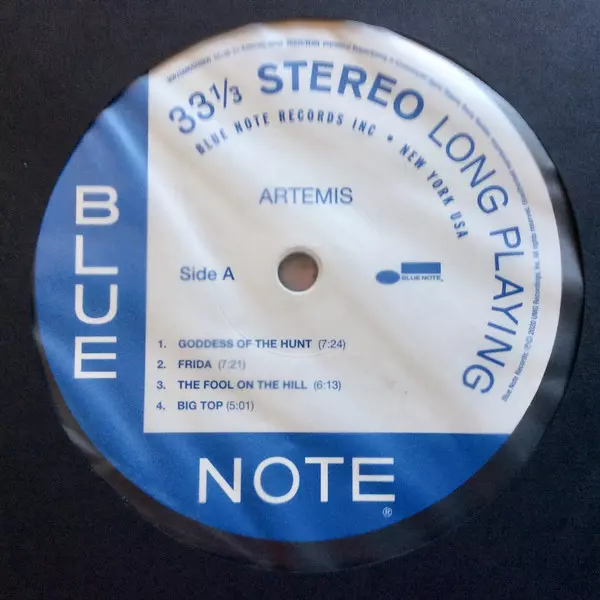 33⅓ STEREO LONG PLAYING
BLUE NOTE RECORDS INC • NEW YORK USA
ARTEMIS
Side A
BLUE NOTE
1. GODDESS OF THE HUNT (7:24)
2. FRIDA (7:21)
3. THE FOOL ON THE HILL (6:13)
4. BIG TOP (5:01)
BLUE
NOTE
®